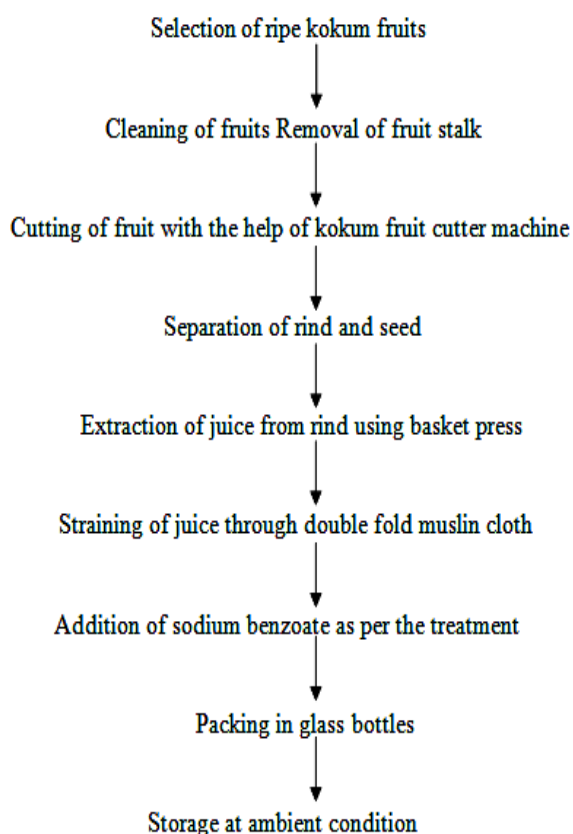 Selection of ripe kokum fruits
Cleaning of fruits Removal of fruit stalk
Cutting of fruit with the help of kokum fruit cutter machine
Separation of rind and seed
Extraction of juice from rind using basket press
Straining of juice through double fold muslin cloth
Addition of sodium benzoate as per the treatment
Packing in glass bottles
Storage at ambient condition